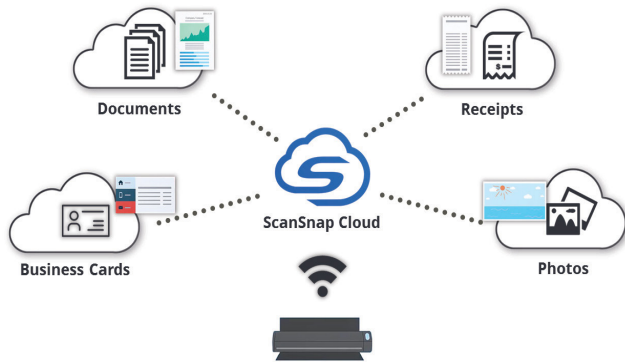 Documents
Receipts
ScanSnap Cloud
Business Cards
Photos